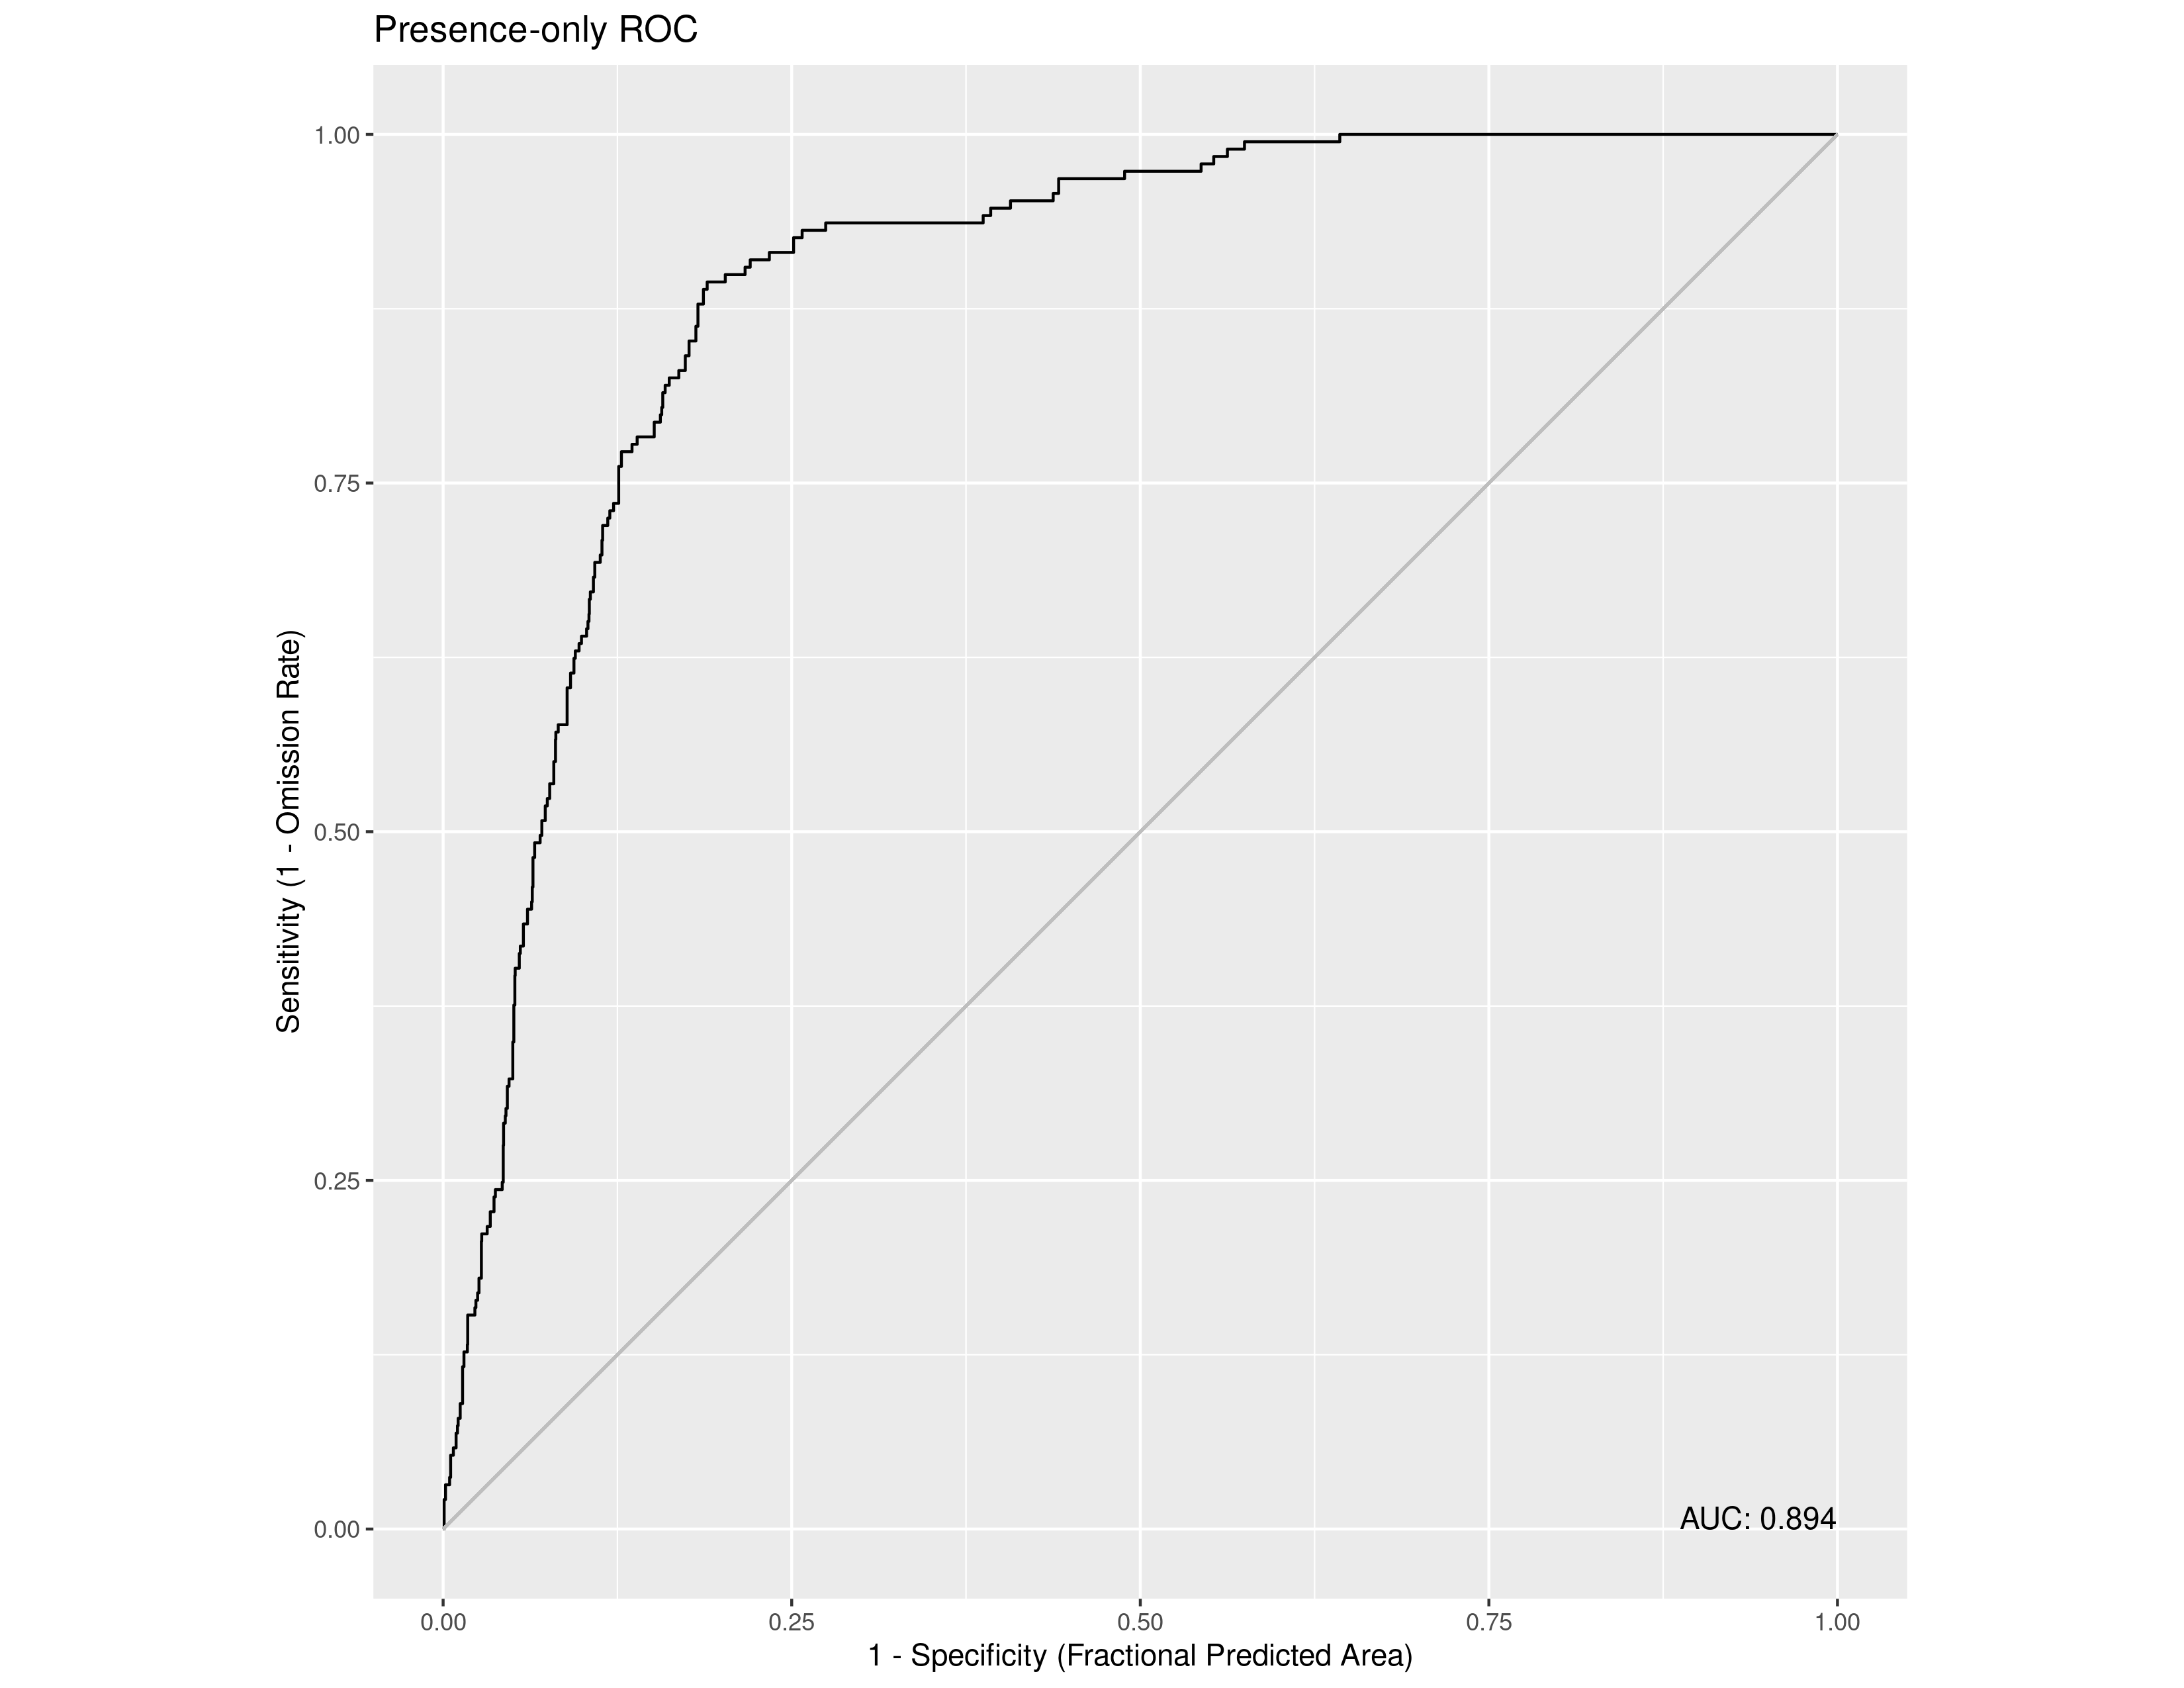 Presence-only ROC
Sensitivity (1 - Omission Rate)
1.00
0.75
0.50
0.25
0.00
AUC: 0.894
0.00 0.25 0.50 0.75 1.00
1 - Specificity (Fractional Predicted Area)